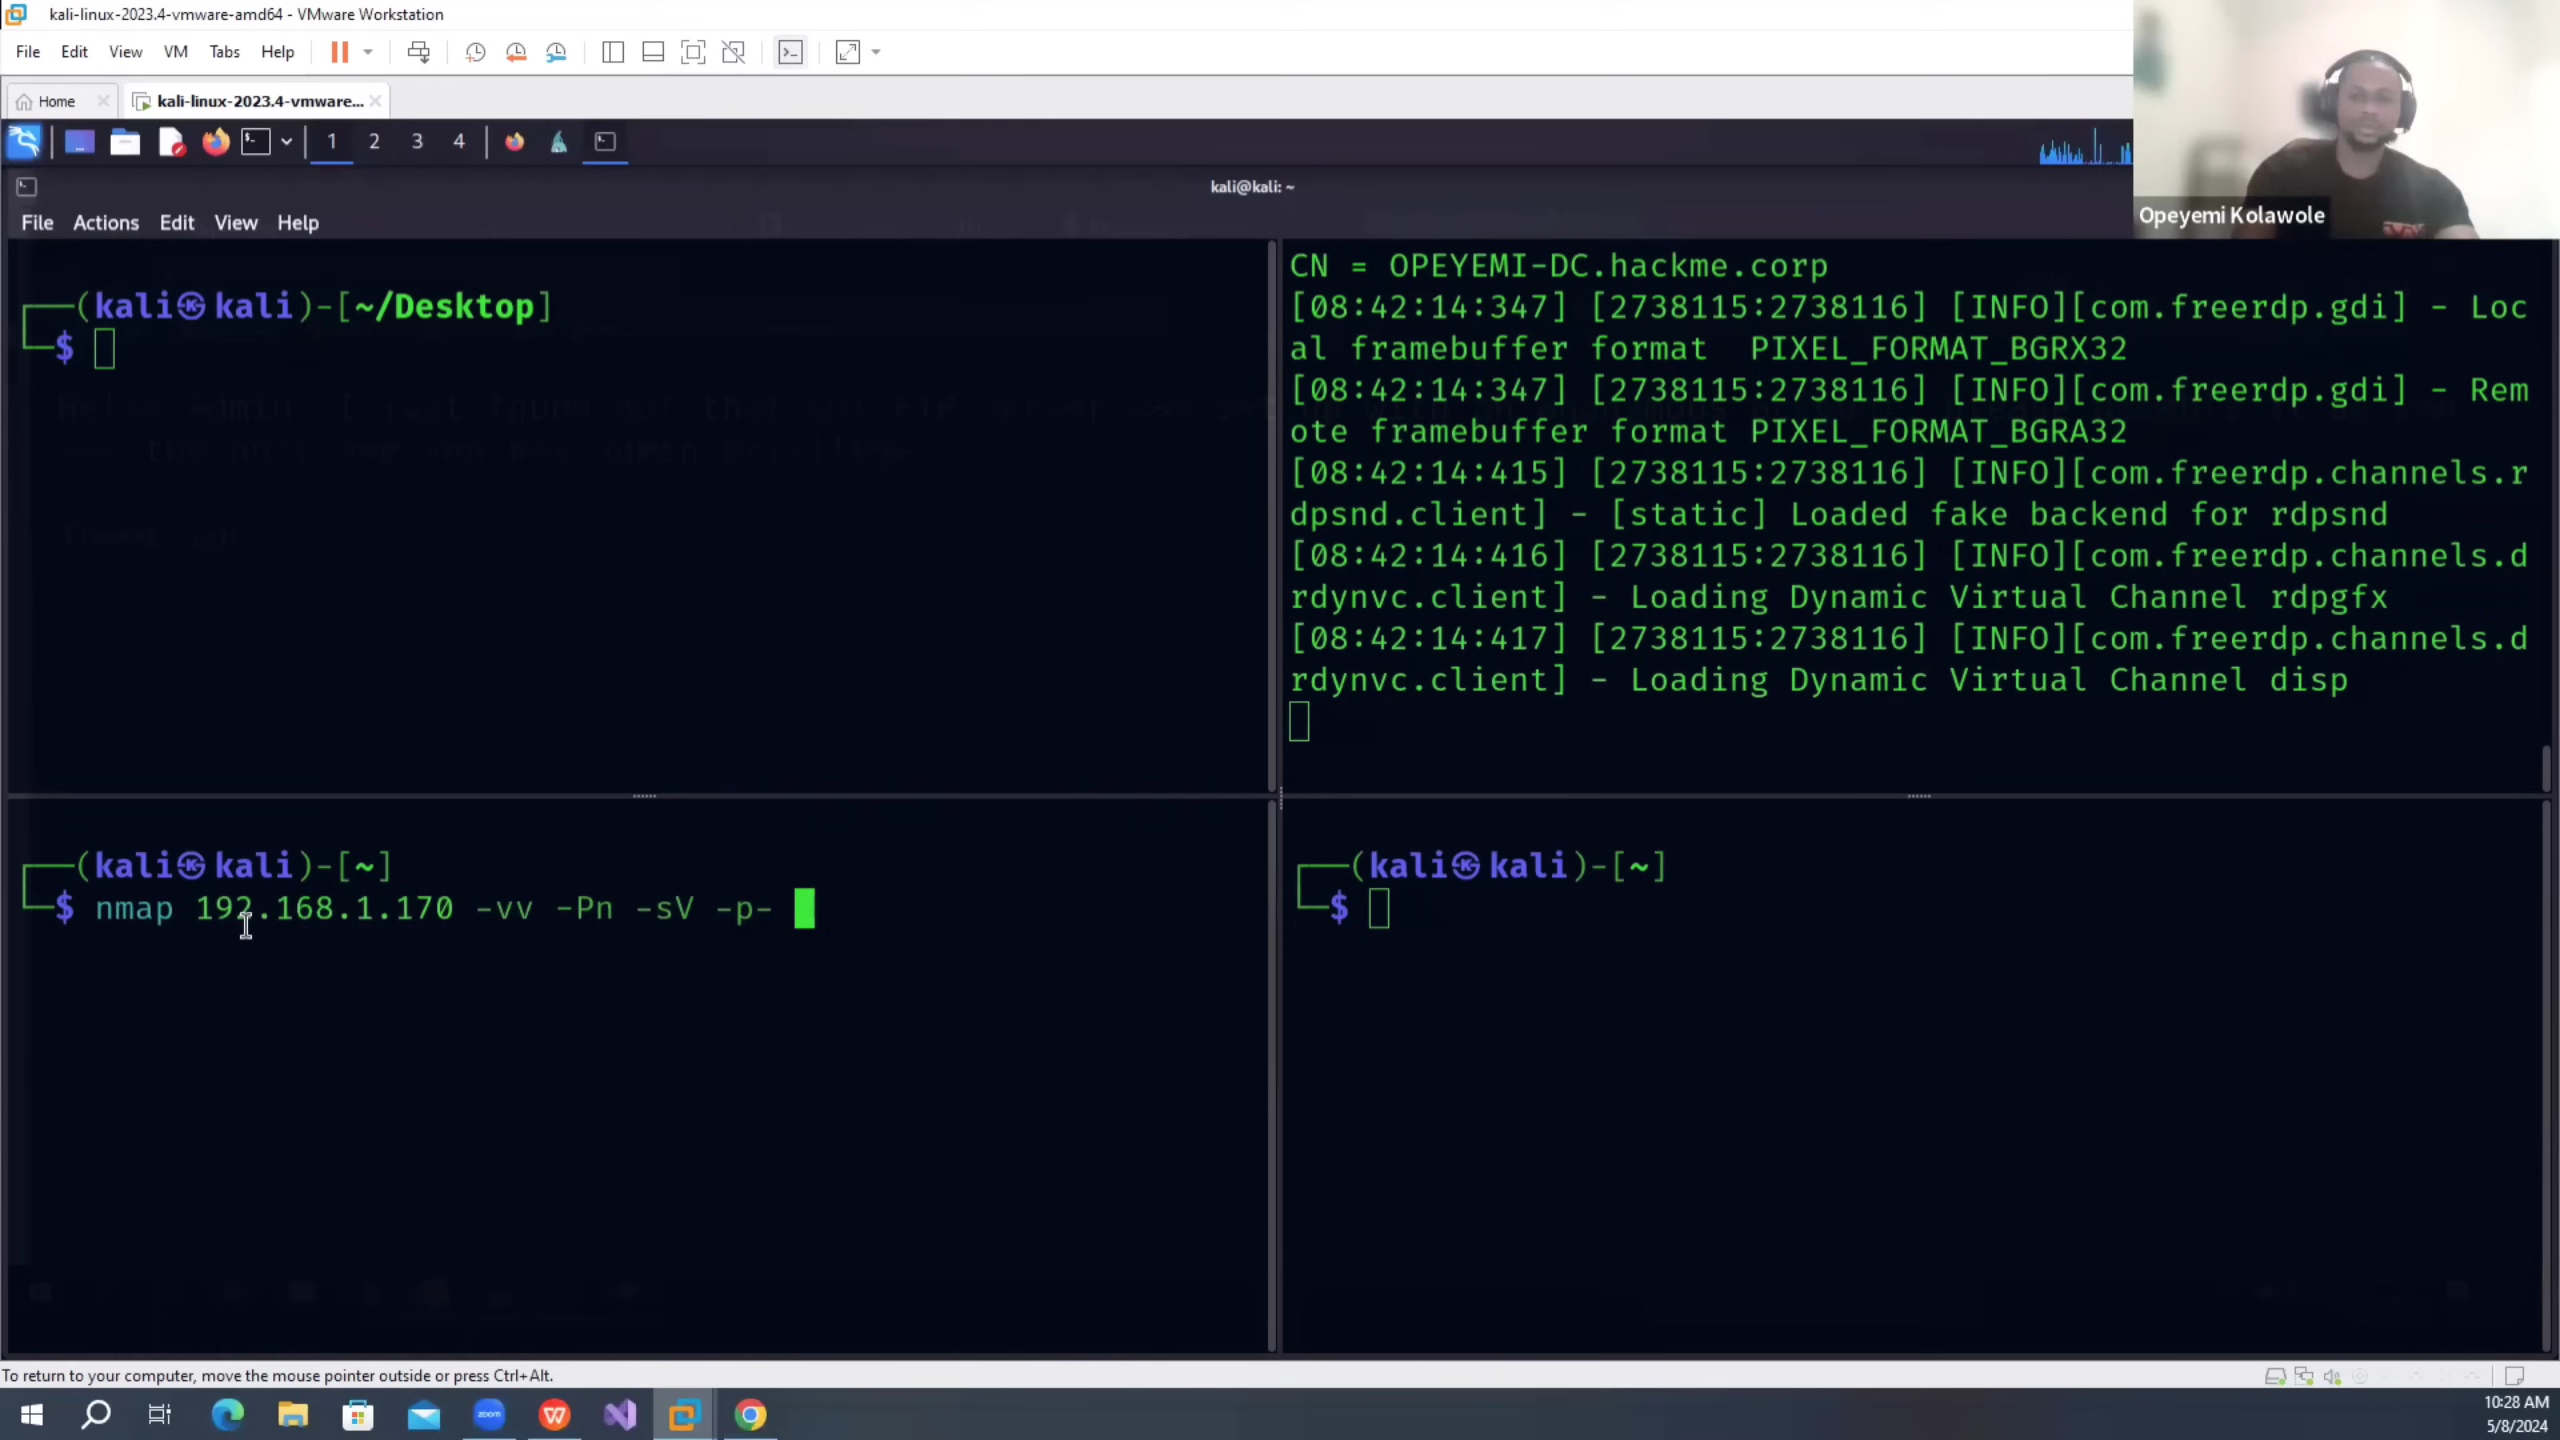 kali-linux-2023.4-vmware-amd64 - VMware Workstation
File Edit View VM Tabs Help
Home kali-linux-2023.4-vmware...
1 2 3 4
kali@kali: ~
Opeyemi Kolawole
File Actions Edit View Help
┌──(kali㉿kali)-[~/Desktop]
└─$
CN = OPEYEMI-DC.hackme.corp
[08:42:14:347] [2738115:2738116] [INFO][com.freerdp.gdi] - Loc
al framebuffer format  PIXEL_FORMAT_BGRX32
[08:42:14:347] [2738115:2738116] [INFO][com.freerdp.gdi] - Rem
ote framebuffer format PIXEL_FORMAT_BGRA32
[08:42:14:415] [2738115:2738116] [INFO][com.freerdp.channels.r
dpsnd.client] - [static] Loaded fake backend for rdpsnd
[08:42:14:416] [2738115:2738116] [INFO][com.freerdp.channels.d
rdynvc.client] - Loading Dynamic Virtual Channel rdpgfx
[08:42:14:417] [2738115:2738116] [INFO][com.freerdp.channels.d
rdynvc.client] - Loading Dynamic Virtual Channel disp
┌──(kali㉿kali)-[~]
└─$ nmap 192.168.1.170 -vv -Pn -sV -p-
┌──(kali㉿kali)-[~]
└─$
To return to your computer, move the mouse pointer outside or press Ctrl+Alt.
zoom
10:28 AM
5/8/2024